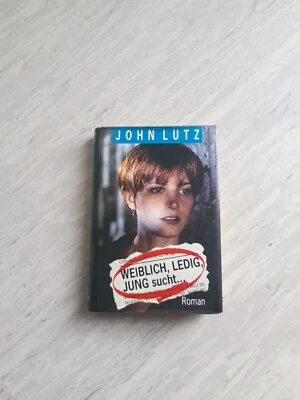 JOHN LUTZ
WEIBLICH, LEDIG,
JUNG sucht...
Roman